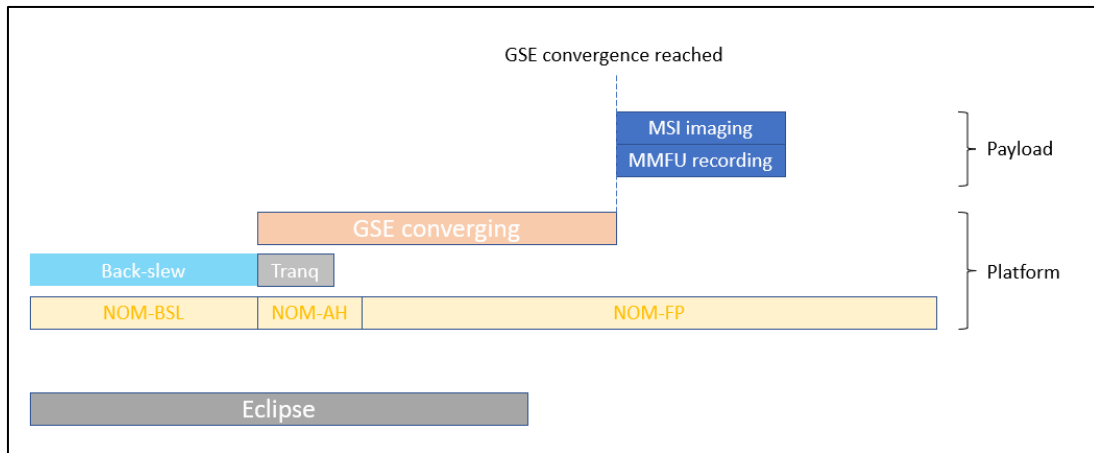 GSE convergence reached
MSI imaging
MMFU recording
Payload
GSE converging
Back-slew
Tranq
Platform
NOM-BSL
NOM-AH
NOM-FP
Eclipse